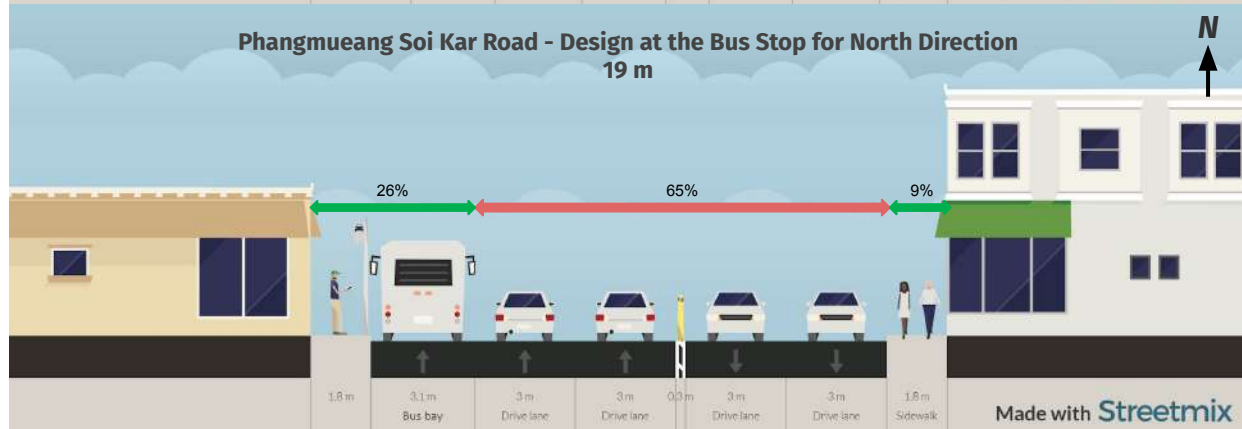 Phangmueang Soi Kar Road - Design at the Bus Stop for North Direction
19 m
N
26%
65%
9%
1.8 m
3.1 m
3 m
3 m
0.3 m
3 m
3 m
1.8 m
Bus bay
Drive lane
Drive lane
Drive lane
Drive lane
Sidewalk
Made with Streetmix